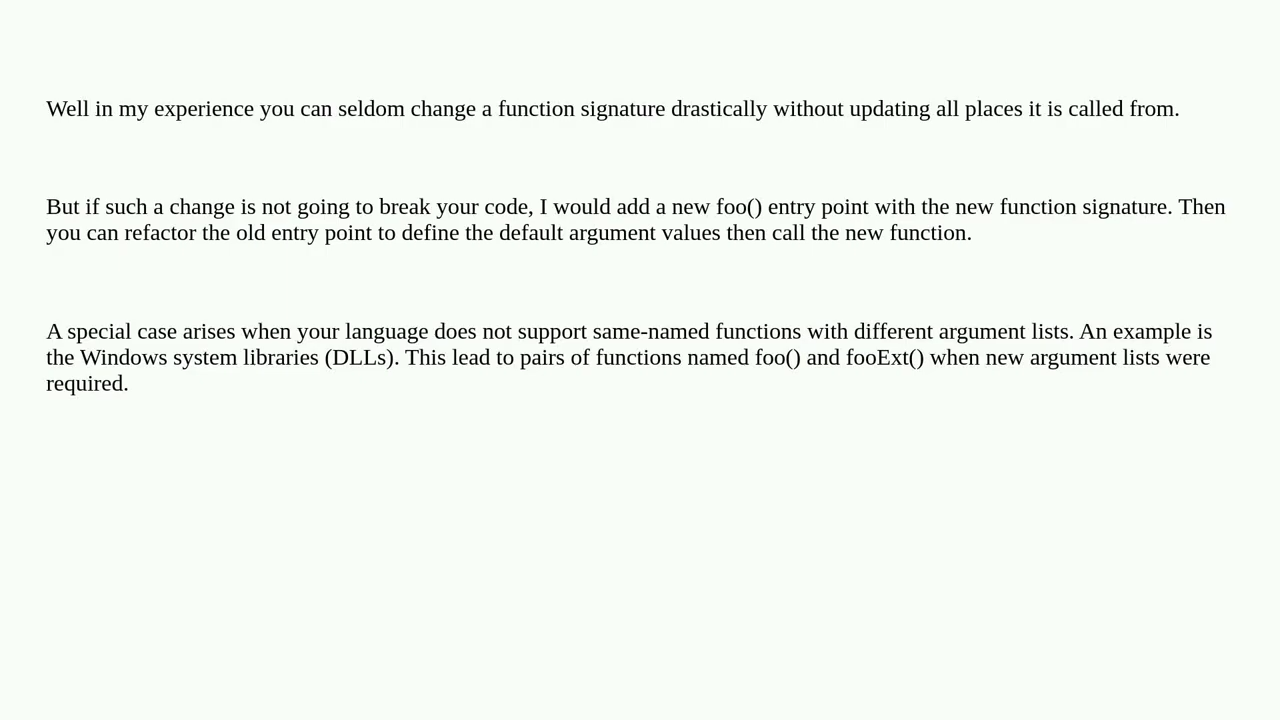 Well in my experience you can seldom change a function signature drastically without updating all places it is called from.
But if such a change is not going to break your code, I would add a new foo() entry point with the new function signature. Then
you can refactor the old entry point to define the default argument values then call the new function.
A special case arises when your language does not support same-named functions with different argument lists. An example is
the Windows system libraries (DLLs). This lead to pairs of functions named foo() and fooExt() when new argument lists were
required.